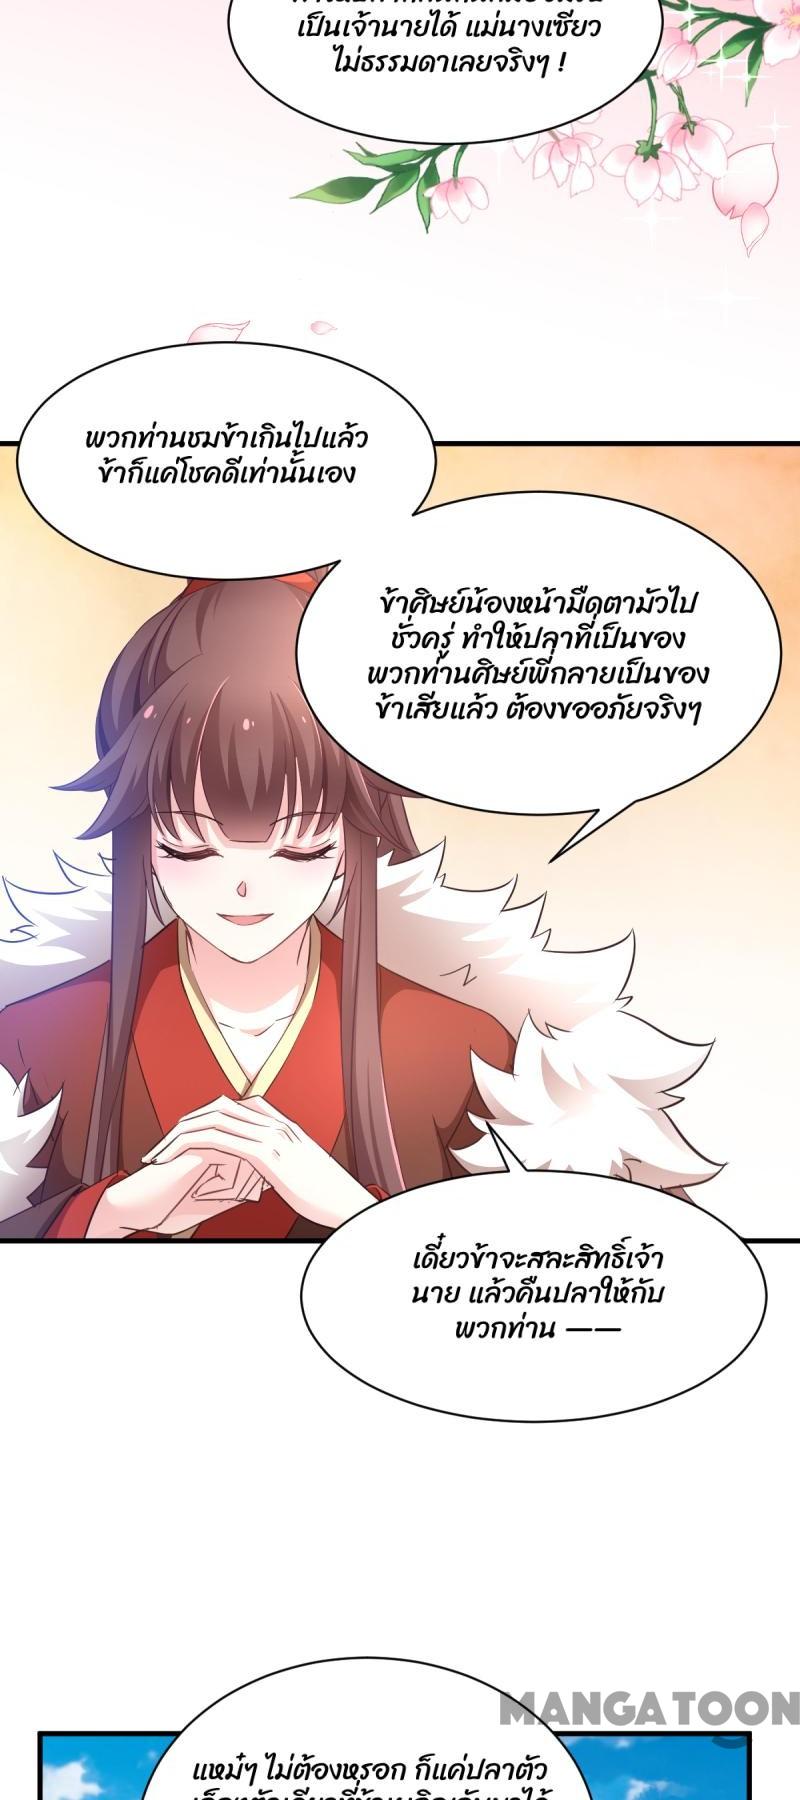 เป็นเจ้านายได้ แม่นางเซียว
ไม่ธรรมดาเลยจริงๆ !
พวกท่านชมข้าเกินไปแล้ว
ข้าก็แค่โชคดีเท่านั้นเอง
ข้าศิษย์น้องหน้ามืดตามัวไป
ชั่วครู่ ทำให้ปลาที่เป็นของ
พวกท่านศิษย์พี่กลายเป็นของ
ข้าเสียแล้ว ต้องขออภัยจริงๆ
เดี๋ยวข้าจะสละสิทธิ์เจ้า
นาย แล้วคืนปลาให้กับ
พวกท่าน ——
MANGATOON
แหม่ๆ ไม่ต้องหรอก ก็แค่ปลาตัว